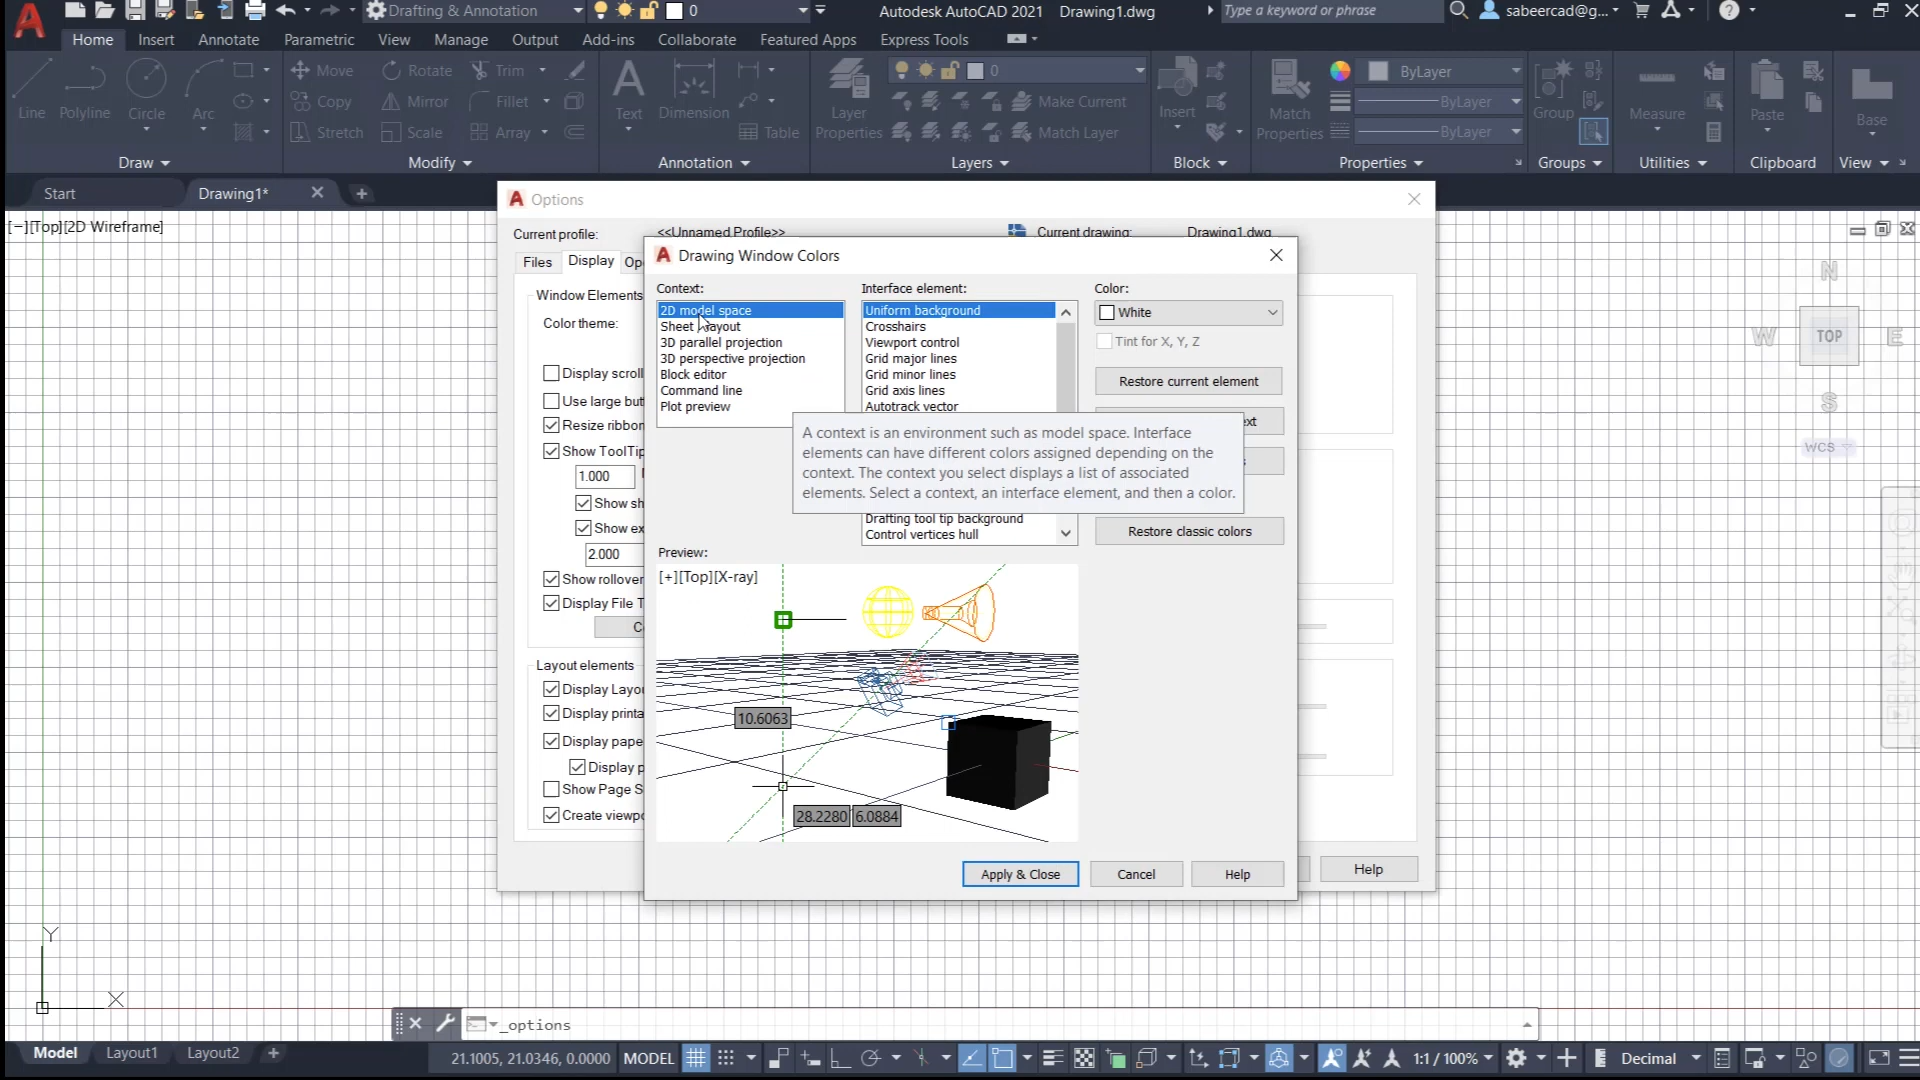 Drafting & Annotation
0
Autodesk AutoCAD 2021 Drawing1.dwg
Type a keyword or phrase
sabeercad@g...
Home Insert Annotate Parametric View Manage Output Add-ins Collaborate Featured Apps Express Tools
Line
Polyline
Circle
Arc
Draw
Move
Rotate
Trim
Copy
Mirror
Fillet
Stretch
Scale
Array
Modify
Text
Dimension
Table
Annotation
Layer
Properties
0
Make Current
Match Layer
Layers
Insert
Block
Match
Properties
ByLayer
ByLayer
ByLayer
Properties
Group
Groups
Measure
Utilities
Paste
Clipboard
Base
View
Start
Drawing1*
[−][Top][2D Wireframe]
Options
Current profile:
<<Unnamed Profile>>
Current drawing:
Drawing1.dwg
Files
Display
Op
Window Elements
Color theme:
Display scroll
Use large but
Resize ribbon
Show ToolTip
1.000
Show sh
Show ex
2.000
Show rollover
Display File T
C
Layout elements
Display Layou
Display printa
Display pape
Display p
Show Page S
Create viewpo
Help
Drawing Window Colors
Context:
2D model space
Sheet / layout
3D parallel projection
3D perspective projection
Block editor
Command line
Plot preview
Interface element:
Uniform background
Crosshairs
Viewport control
Grid major lines
Grid minor lines
Grid axis lines
Autotrack vector
Drafting tool tip background
Control vertices hull
Color:
White
Tint for X, Y, Z
Restore current element
ext
s
Restore classic colors
A context is an environment such as model space. Interface
elements can have different colors assigned depending on the
context. The context you select displays a list of associated
elements. Select a context, an interface element, and then a color.
Preview:
[+][Top][X-ray]
10.6063
28.2280 6.0884
Apply & Close
Cancel
Help
N
W
TOP
E
S
WCS
Y
X
_options
Model
Layout1
Layout2
21.1005, 21.0346, 0.0000
MODEL
1:1 / 100%
Decimal